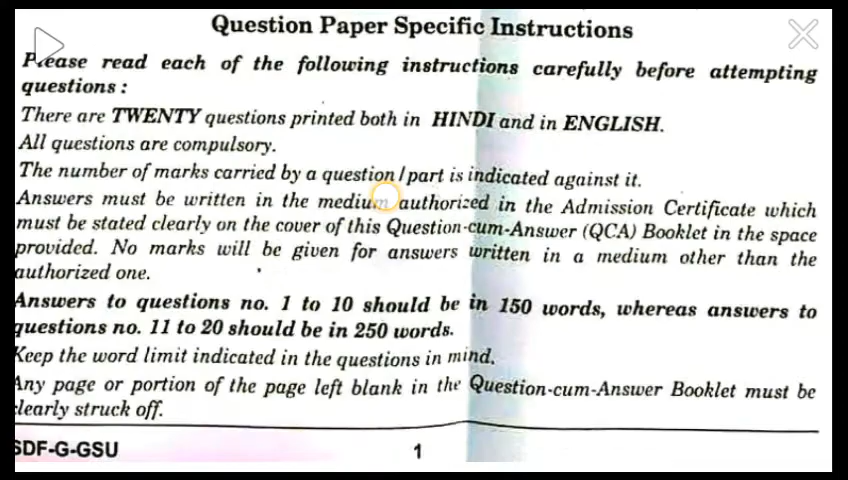 Question Paper Specific Instructions
Please read each of the following instructions carefully before attempting
questions :
There are TWENTY questions printed both in HINDI and in ENGLISH.
All questions are compulsory.
The number of marks carried by a question / part is indicated against it.
Answers must be written in the medium authorized in the Admission Certificate which
must be stated clearly on the cover of this Question-cum-Answer (QCA) Booklet in the space
provided. No marks will be given for answers written in a medium other than the
authorized one.
Answers to questions no. 1 to 10 should be in 150 words, whereas answers to
questions no. 11 to 20 should be in 250 words.
Keep the word limit indicated in the questions in mind.
Any page or portion of the page left blank in the Question-cum-Answer Booklet must be
clearly struck off.
SDF-G-GSU 1